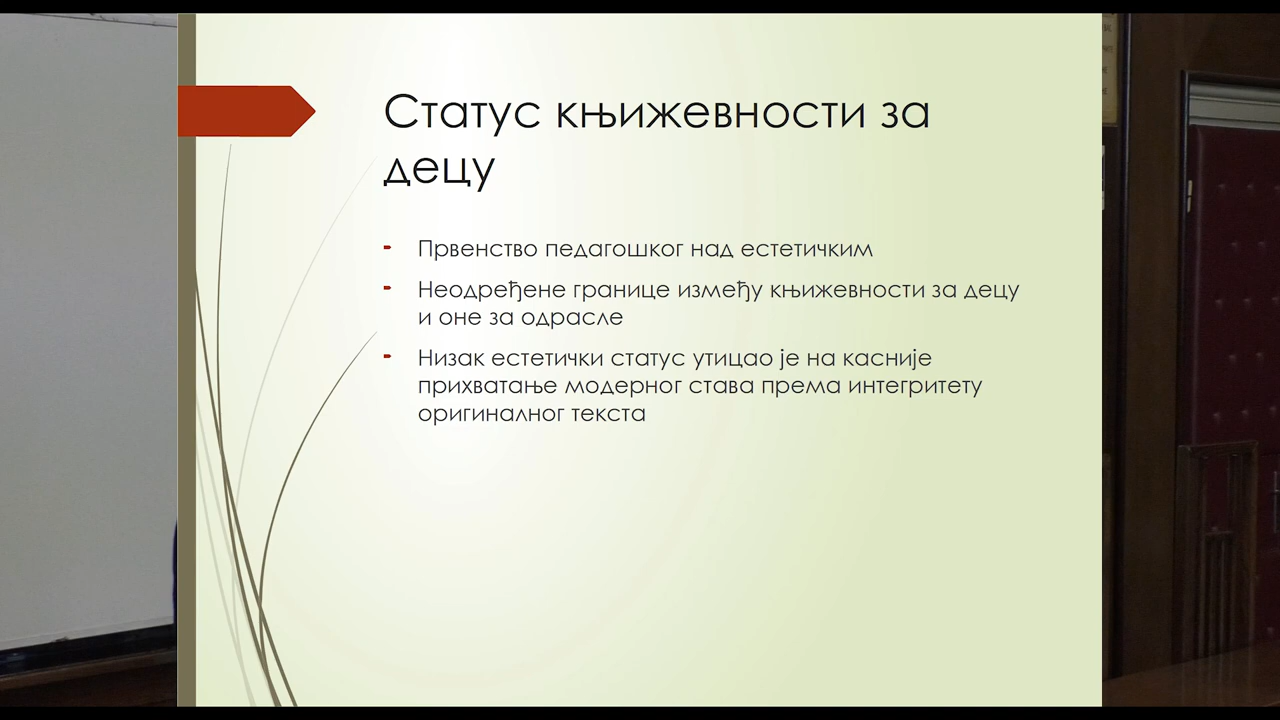 Статус књижевности за
децу
Првенство педагошког над естетичким
Неодређене границе између књижевности за децу
и оне за одрасле
Низак естетички статус утицао је на касније
прихватање модерног става према интегритету
оригиналног текста